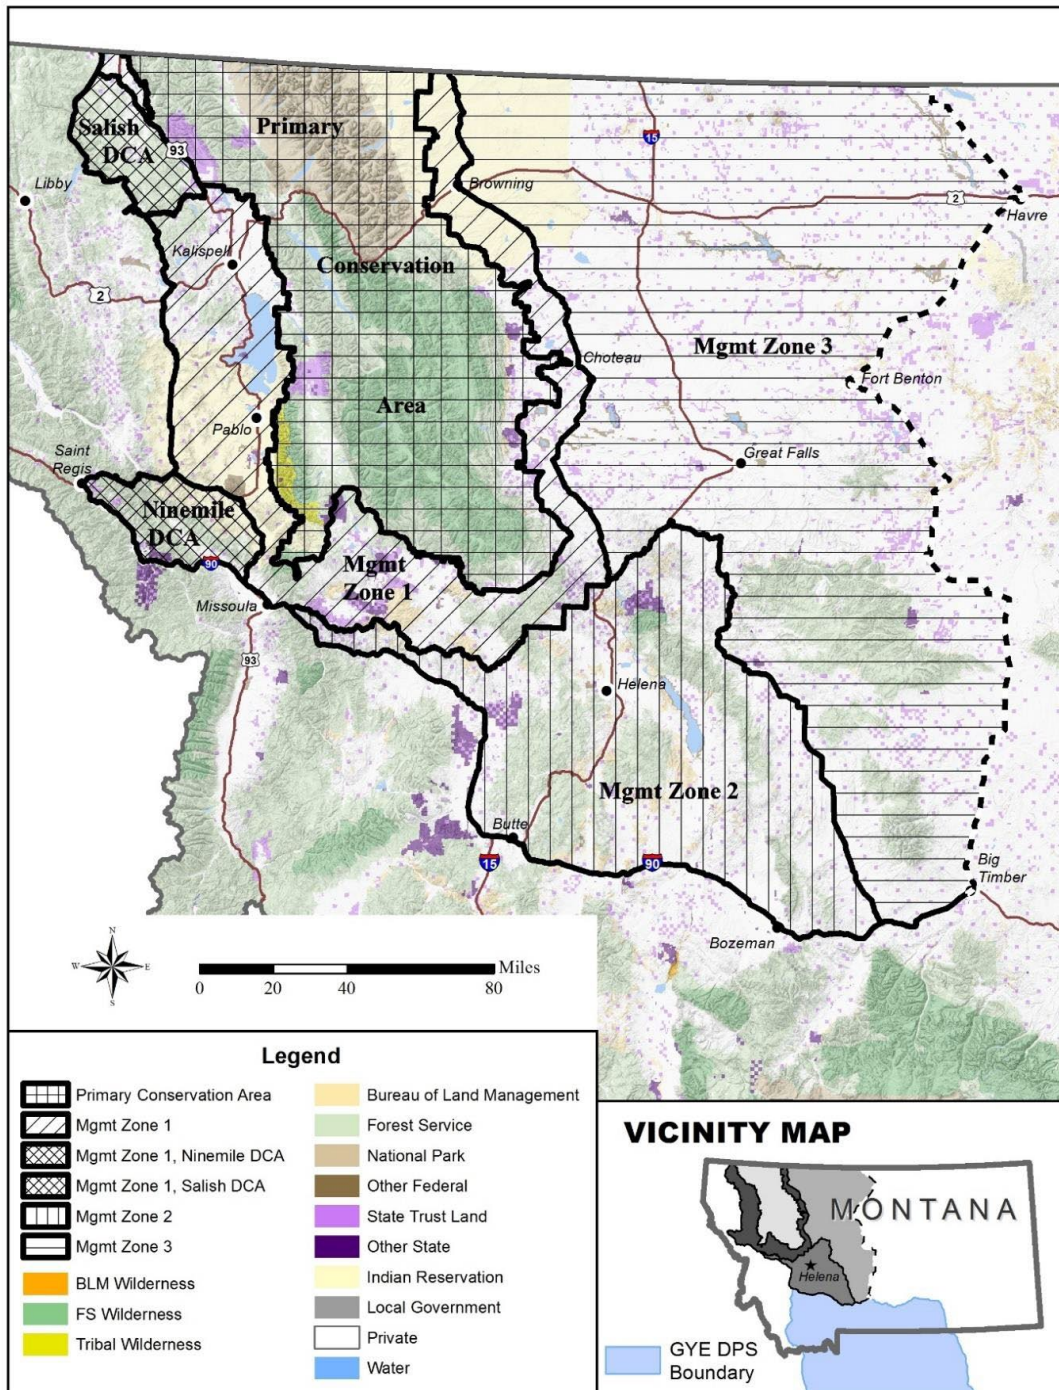 Salish
DCA
93
Primary
15
Libby
Browning
2
Havre
Kalispell
Conservation
2
Mgmt Zone 3
Choteau
Fort Benton
Area
Pablo
Saint
Regis
Great Falls
Ninemile
DCA
90
Mgmt
Zone 1
Missoula
93
Helena
Mgmt Zone 2
Butte
15
90
Big
Timber
Bozeman
N
W
E
S
Miles
0
20
40
80
Legend
Primary Conservation Area
Mgmt Zone 1
Mgmt Zone 1, Ninemile DCA
Mgmt Zone 1, Salish DCA
Mgmt Zone 2
Mgmt Zone 3
BLM Wilderness
FS Wilderness
Tribal Wilderness
Bureau of Land Management
Forest Service
National Park
Other Federal
State Trust Land
Other State
Indian Reservation
Local Government
Private
Water
VICINITY MAP
MONTANA
Helena
GYE DPS
Boundary